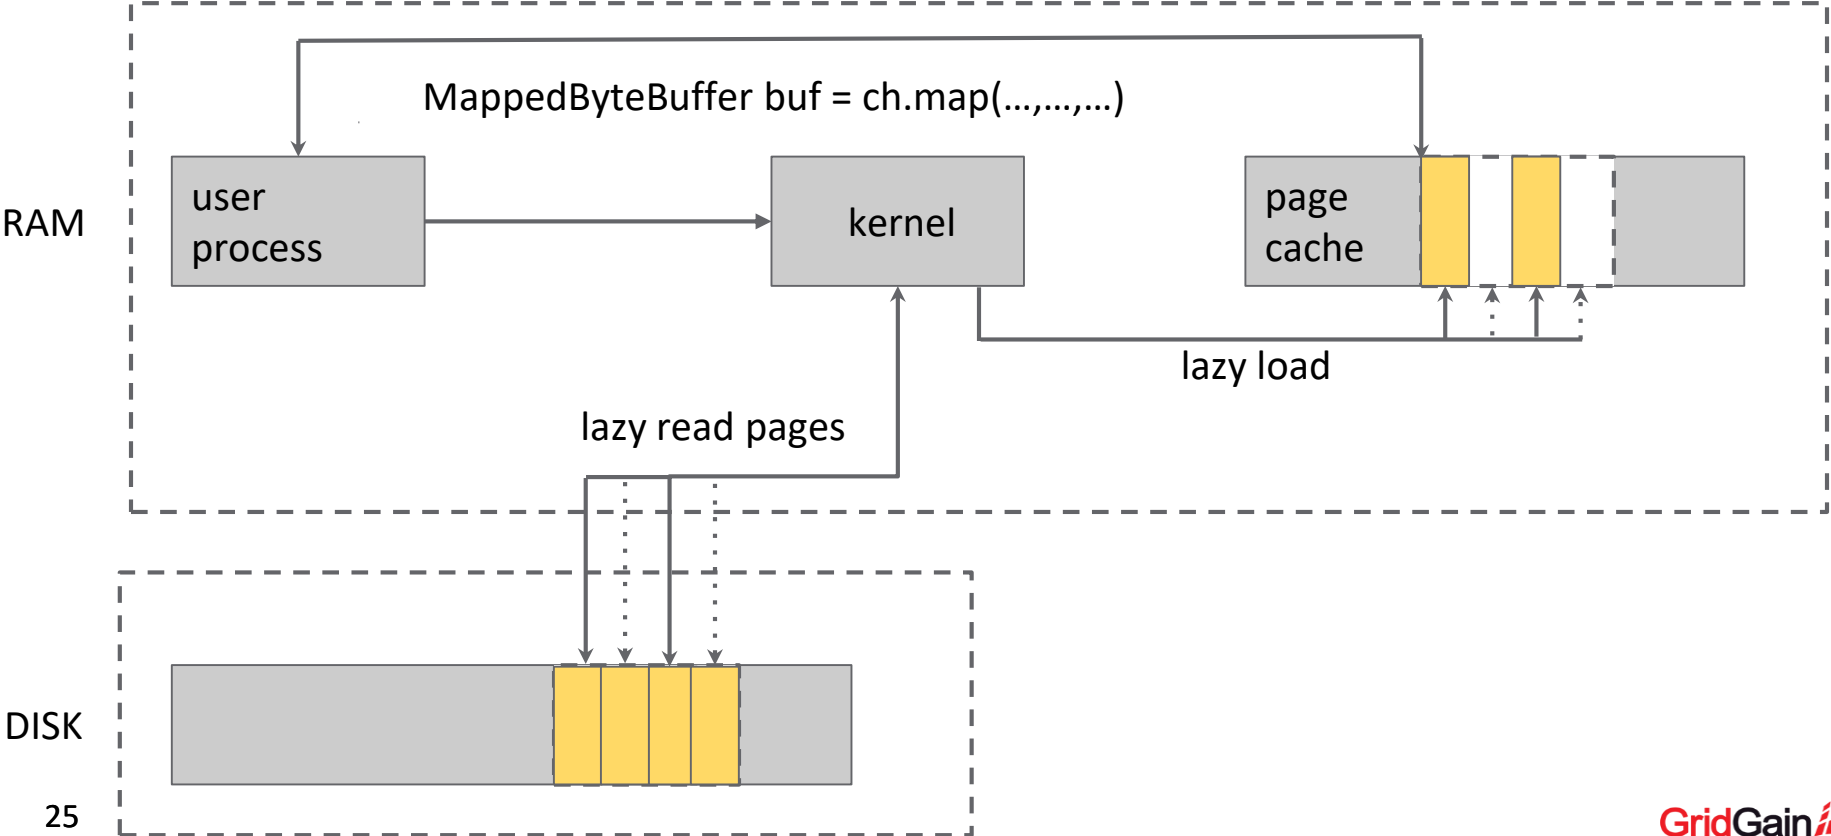 MappedByteBuffer buf = ch.map(…,…,…)
RAM
user
process
kernel
page
cache
lazy load
lazy read pages
DISK
25
GridGain